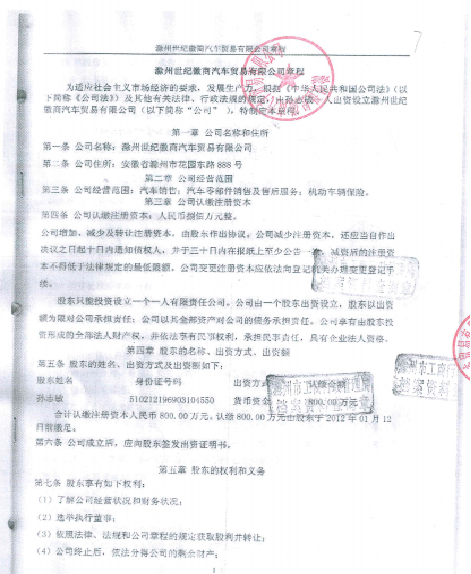 滁州世纪徽商汽车贸易有限公司章程
7
滁州世纪徽商汽车贸易有限公司章程
为适应社会主义市场经济的要求，发展生产力，根据《中华人民共和国公司法》（以
下简称《公司法》）及其他有关法律、行政法规的规定，由孙志敏一人出资设立滁州世纪
徽商汽车贸易有限公司（以下简称“公司”），特制定本章程。
第一章 公司名称和住所
第一条 公司名称：滁州世纪徽商汽车贸易有限公司
第二条 公司住所：安徽省滁州市花园东路 888 号
第二章 公司经营范围
第三条 公司经营范围：汽车销售；汽车零部件销售及售后服务；机动车辆保险。
第三章 公司认缴注册资本
第四条 公司认缴注册资本：人民币捌佰万元整。
公司增加、减少及转让注册资本，由股东作出协议。公司减少注册资本，还应当自作出
决议之日起十日内通知债权人，并于三十日内在报纸上至少公告一次，减资后的注册资
本不得低于法律规定的最低限额，公司变更注册资本应依法向登记机关办理变更登记手
续。
股东只能投资设立一个一人有限责任公司。公司由一个股东出资设立，股东以出资
额为限对公司承担责任；公司以其全部资产对公司的债务承担责任。公司享有由股东投
资形成的全部法人财产权，并依法享有民事权利，承担民事责任，具有企业法人资格。
第四章 股东的名称、出资方式、出资额
第五条 股东的姓名、出资方式及出资额如下：
股东姓名 身份证号码 出资方式 认缴金额
孙志敏 510212196903104550 货币资金 800.00 万元
合计认缴注册资本人民币 800.00 万元。认缴 800.00 万元由股东于 2012 年 01 月 12
日前缴足。
第六条 公司成立后，应向股东签发出资证明书。
第五章 股东的权利和义务
第七条 股东享有如下权利：
（1）了解公司经营状况和财务状况；
（2）选举执行董事；
（3）依照法律、法规和公司章程的规定获取股利并转让；
（4）公司终止后，依法分得公司的剩余财产；
1
滁州市工商
档案资料